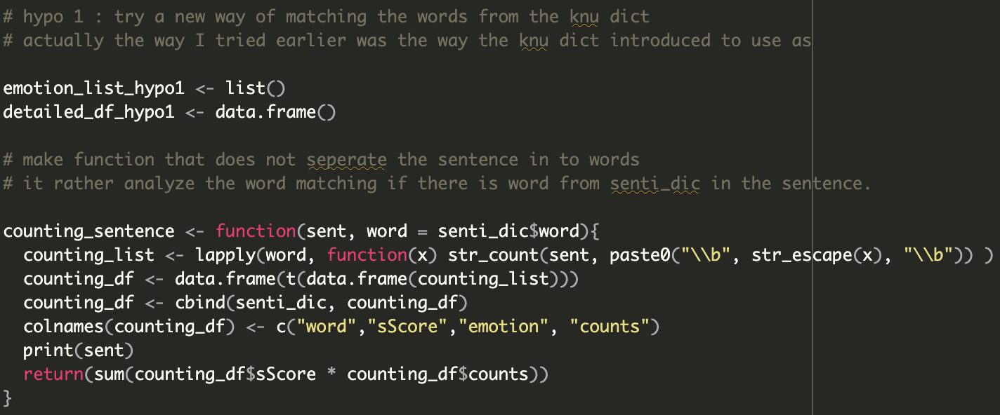 # hypo 1 : try a new way of matching the words from the knu dict
# actually the way I tried earlier was the way the knu dict introduced to use as
emotion_list_hypo1 <- list()
detailed_df_hypo1 <- data.frame()
# make function that does not seperate the sentence in to words
# it rather analyze the word matching if there is word from senti_dic in the sentence.
counting_sentence <- function(sent, word = senti_dic$word){
  counting_list <- lapply(word, function(x) str_count(sent, paste0("\\b", str_escape(x), "\\b")) )
  counting_df <- data.frame(t(data.frame(counting_list)))
  counting_df <- cbind(senti_dic, counting_df)
  colnames(counting_df) <- c("word","sScore","emotion", "counts")
  print(sent)
  return(sum(counting_df$sScore * counting_df$counts))
}